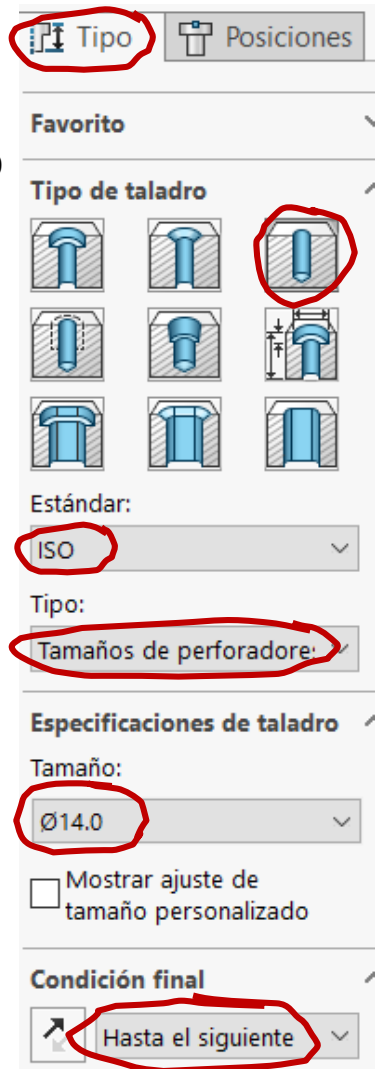 Tipo
Posiciones
Favorito
Tipo de taladro
Estándar:
ISO
Tipo:
Tamaños de perforadore
Especificaciones de taladro
Tamaño:
Ø14.0
Mostrar ajuste de
tamaño personalizado
Condición final
Hasta el siguiente